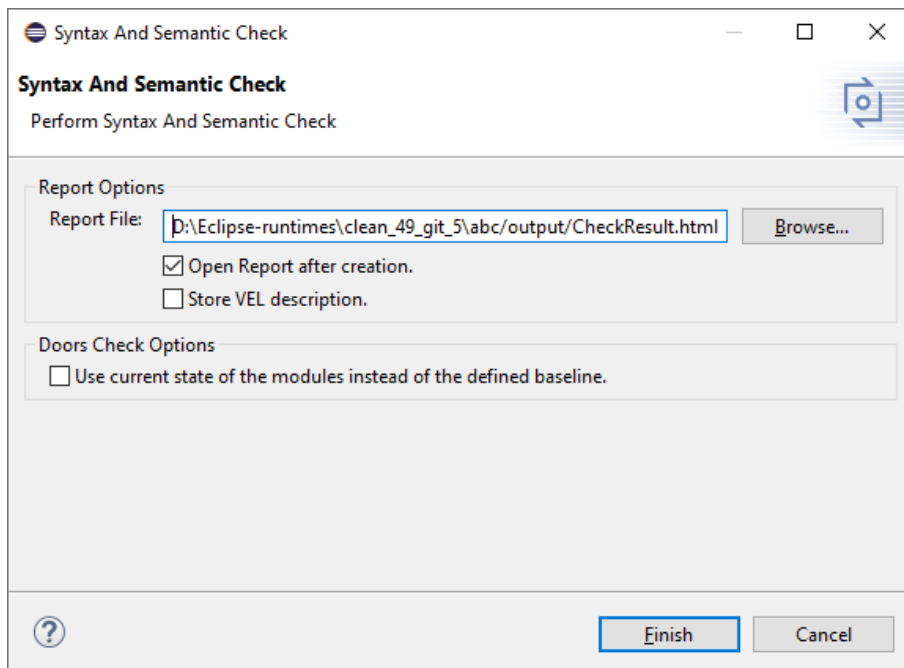 Syntax And Semantic Check
Syntax And Semantic Check
Perform Syntax And Semantic Check
Report Options
Report File: D:\Eclipse-runtimes\clean_49_git_5\abc/output/CheckResult.html Browse...
Open Report after creation.
Store VEL description.
Doors Check Options
Use current state of the modules instead of the defined baseline.
? Finish Cancel